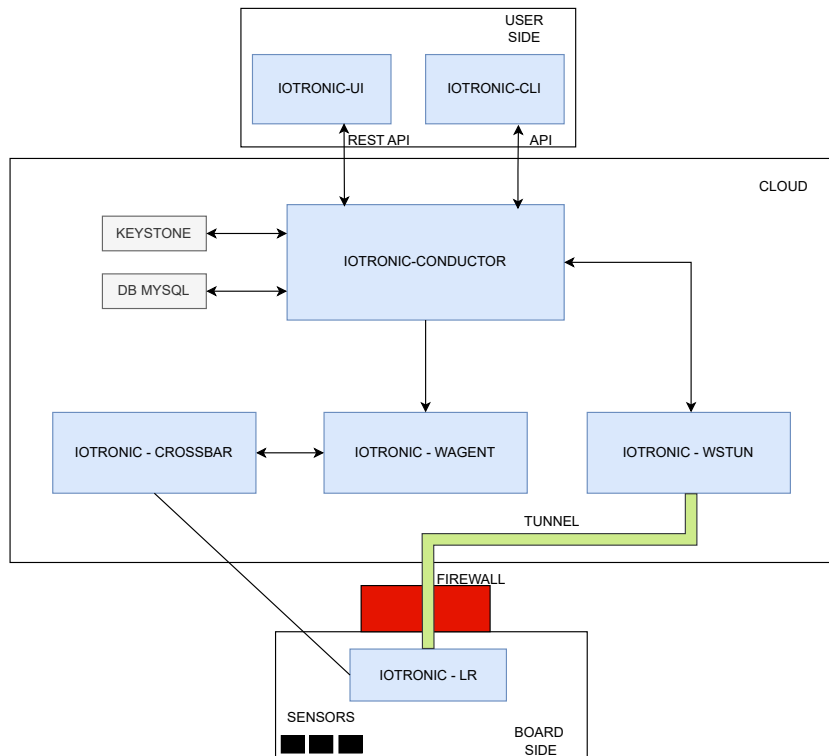 USER
SIDE
IOTRONIC-UI
IOTRONIC-CLI
REST API
API
CLOUD
KEYSTONE
IOTRONIC-CONDUCTOR
DB MYSQL
IOTRONIC - CROSSBAR
IOTRONIC - WAGENT
IOTRONIC - WSTUN
TUNNEL
FIREWALL
IOTRONIC - LR
SENSORS
BOARD
SIDE